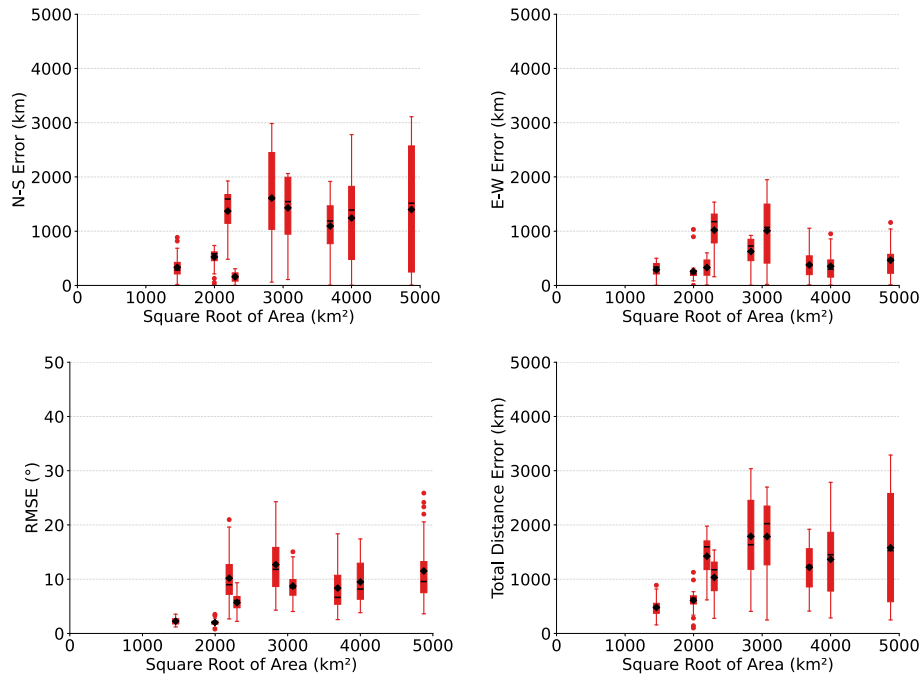 5000
4000
3000
2000
1000
0
0 1000 2000 3000 4000 5000
N-S Error (km)
Square Root of Area (km²)
5000
4000
3000
2000
1000
0
0 1000 2000 3000 4000 5000
E-W Error (km)
Square Root of Area (km²)
50
40
30
20
10
0
0 1000 2000 3000 4000 5000
RMSE (°)
Square Root of Area (km²)
5000
4000
3000
2000
1000
0
0 1000 2000 3000 4000 5000
Total Distance Error (km)
Square Root of Area (km²)